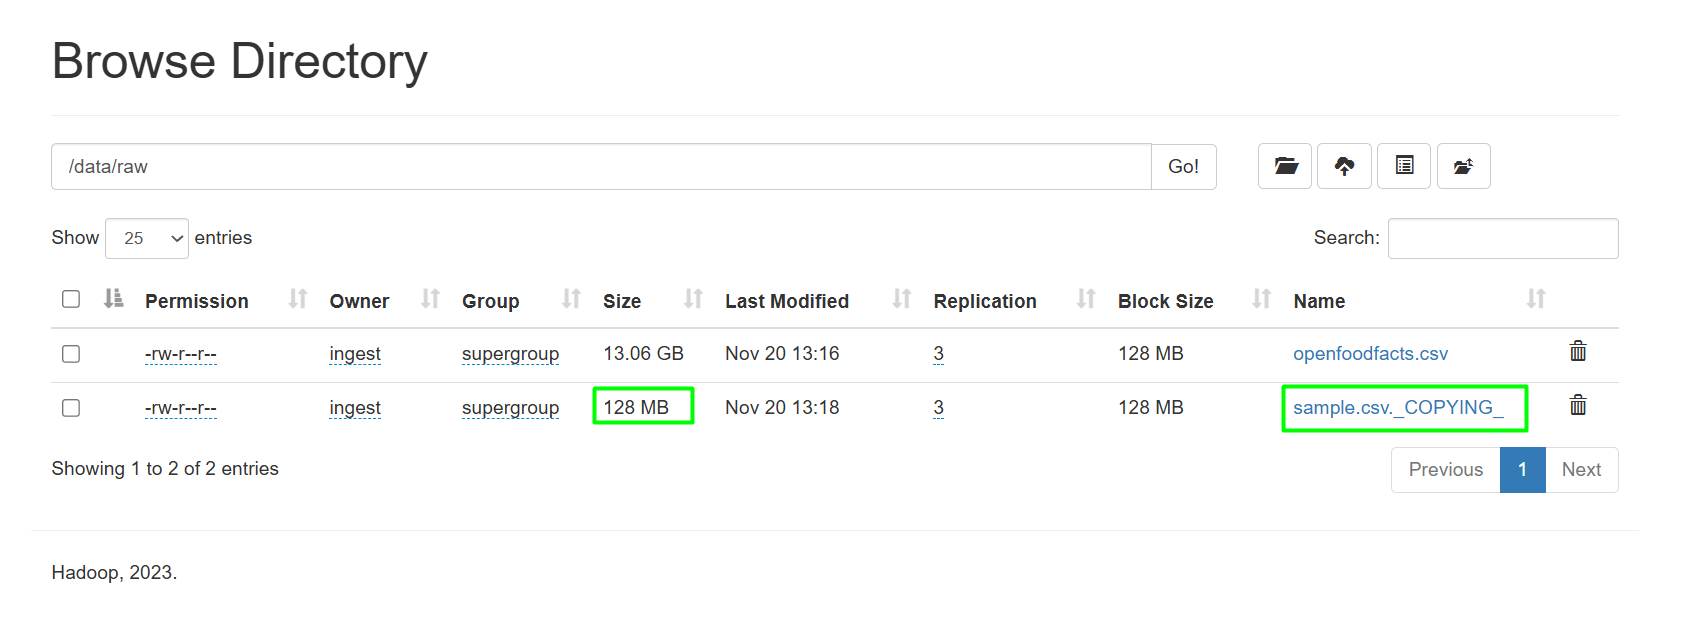 Browse Directory
/data/raw Go!
Show 25 entries Search:
Permission Owner Group Size Last Modified Replication Block Size Name
-rw-r--r-- ingest supergroup 13.06 GB Nov 20 13:16 3 128 MB openfoodfacts.csv
-rw-r--r-- ingest supergroup 128 MB Nov 20 13:18 3 128 MB sample.csv._COPYING_
Showing 1 to 2 of 2 entries Previous 1 Next
Hadoop, 2023.